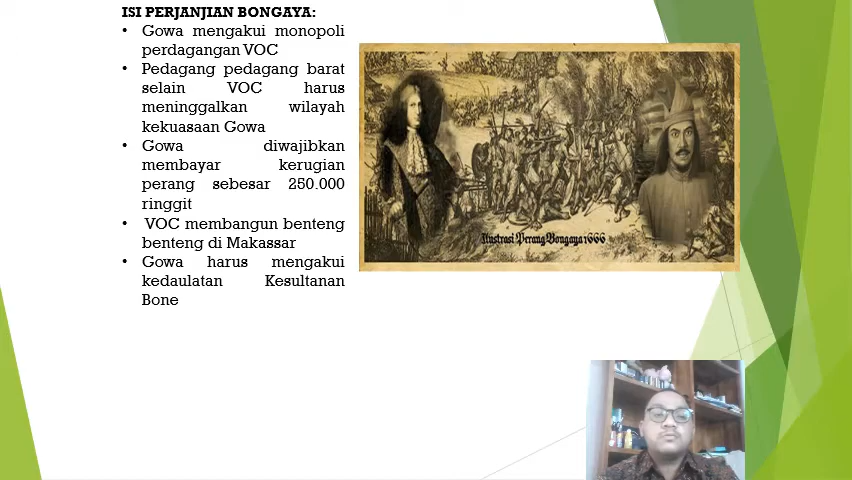 ISI PERJANJIAN BONGAYA:
• Gowa mengakui monopoli
perdagangan VOC
• Pedagang pedagang barat
selain VOC harus
meninggalkan wilayah
kekuasaan Gowa
• Gowa diwajibkan
membayar kerugian
perang sebesar 250.000
ringgit
• VOC membangun benteng
benteng di Makassar
• Gowa harus mengakui
kedaulatan Kesultanan
Bone
Ilustrasi Perang Bongaya 1666